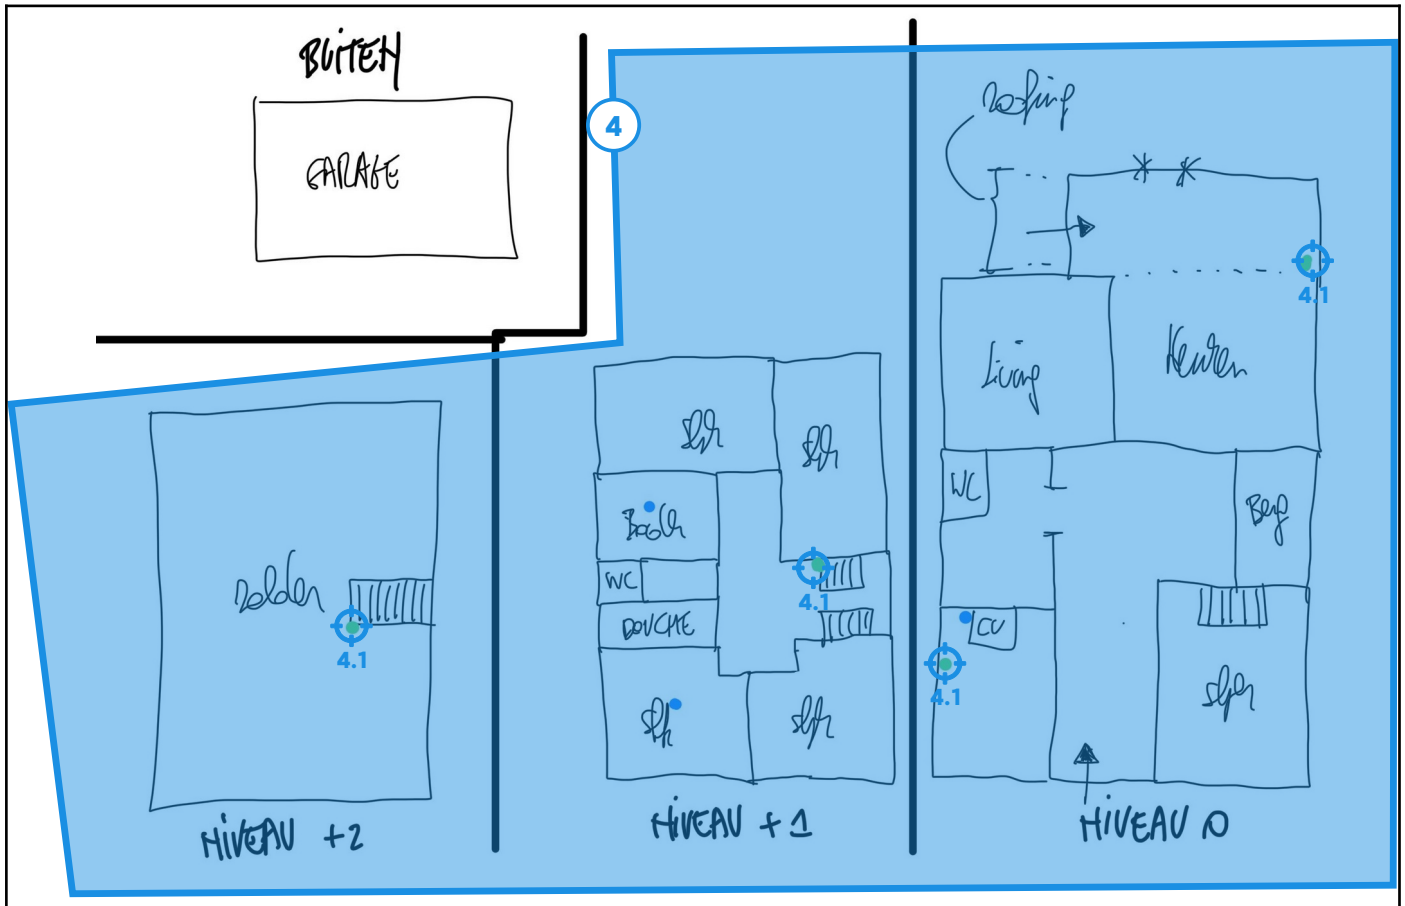 BUITEN
GARAGE
4
roofing
4.1
Living
Keuken
slpk
slpk
WC
Berg
Badk
zolder
WC
4.1
DOUCHE
CV
4.1
4.1
slpk
slpk
slpk
NIVEAU +2
NIVEAU +1
NIVEAU 0